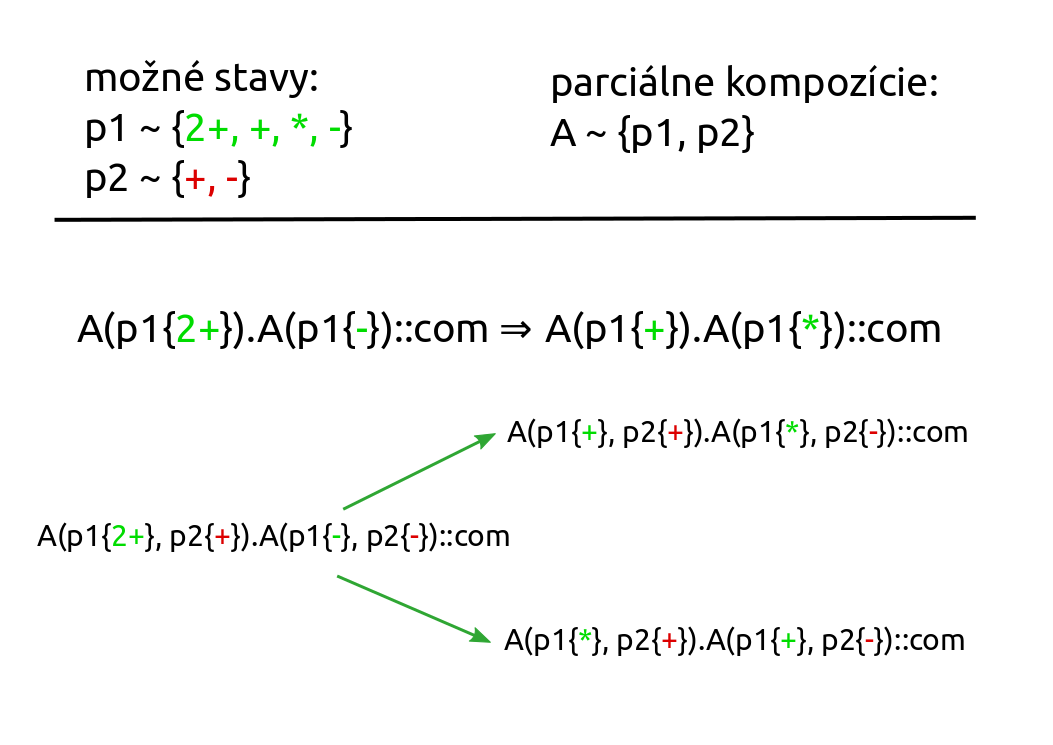 možné stavy:
p1 ~ {2+, +, *, -}
p2 ~ {+, -}
parciálne kompozície:
A ~ {p1, p2}
A(p1{2+}).A(p1{-})::com ⇒ A(p1{+}).A(p1{*})::com
A(p1{+}, p2{+}).A(p1{*}, p2{-})::com
A(p1{2+}, p2{+}).A(p1{-}, p2{-})::com
A(p1{*}, p2{+}).A(p1{+}, p2{-})::com